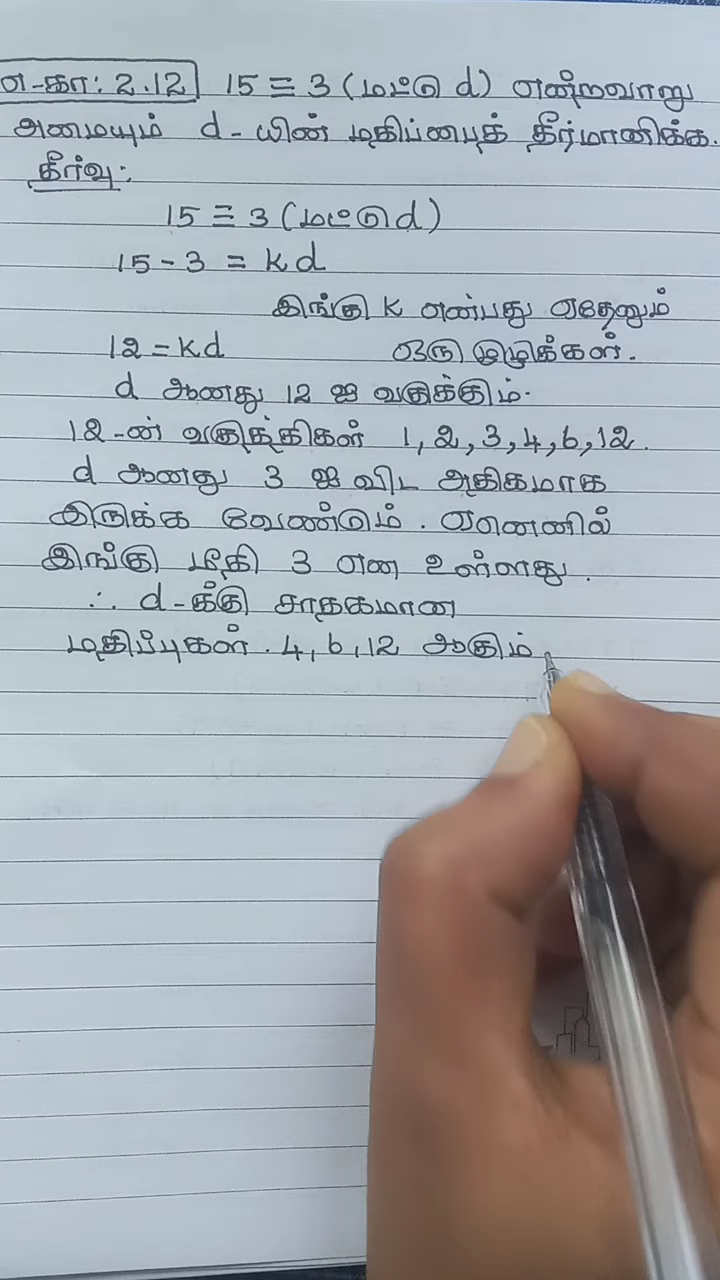 எ-கா: 2.12 15 ≡ 3 (மட்டு d) என்றவாறு
அமையும் d-யின் மதிப்பைத் தீர்மானிக்க.
தீர்வு:
15 ≡ 3 (மட்டு d)
15 - 3 = kd
இங்கு k என்பது ஏதேனும்
12 = kd ஒரு முழுக்கள்.
d ஆனது 12 ஐ வகுக்கும்.
12-ன் வகுத்திகள் 1, 2, 3, 4, 6, 12.
d ஆனது 3 ஐ விட அதிகமாக
இருக்க வேண்டும். ஏனெனில்
இங்கு மீதி 3 என உள்ளது.
∴ d-க்கு சாதகமான
மதிப்புகள். 4, 6, 12 ஆகும்